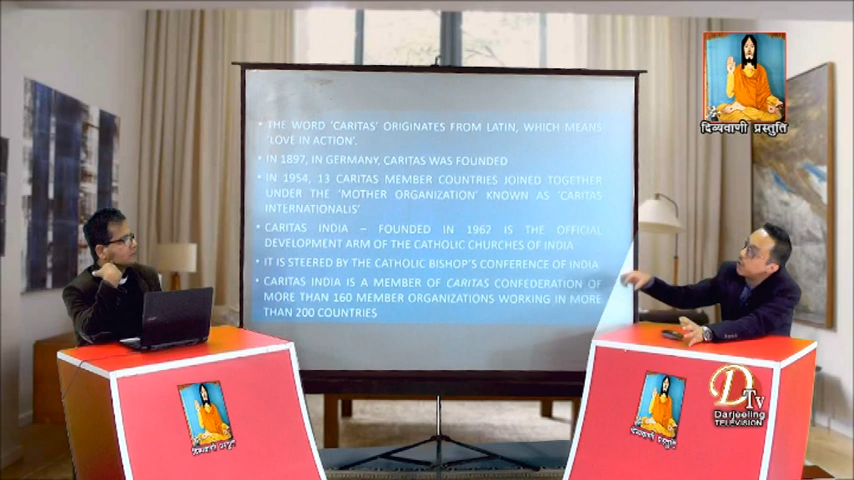 • THE WORD 'CARITAS' ORIGINATES FROM LATIN, WHICH MEANS
'LOVE IN ACTION'.
• IN 1897, IN GERMANY, CARITAS WAS FOUNDED
• IN 1954, 13 CARITAS MEMBER COUNTRIES JOINED TOGETHER
UNDER THE 'MOTHER ORGANIZATION' KNOWN AS 'CARITAS
INTERNATIONALIS'
• CARITAS INDIA – FOUNDED IN 1962 IS THE OFFICIAL
DEVELOPMENT ARM OF THE CATHOLIC CHURCHES OF INDIA
• IT IS STEERED BY THE CATHOLIC BISHOP'S CONFERENCE OF INDIA
• CARITAS INDIA IS A MEMBER OF CARITAS CONFEDERATION OF
MORE THAN 160 MEMBER ORGANIZATIONS WORKING IN MORE
THAN 200 COUNTRIES
दिव्यवाणी प्रस्तुति
दिव्यवाणी प्रस्तुति
दिव्यवाणी प्रस्तुति
DTv
Darjeeling
TELEVISION